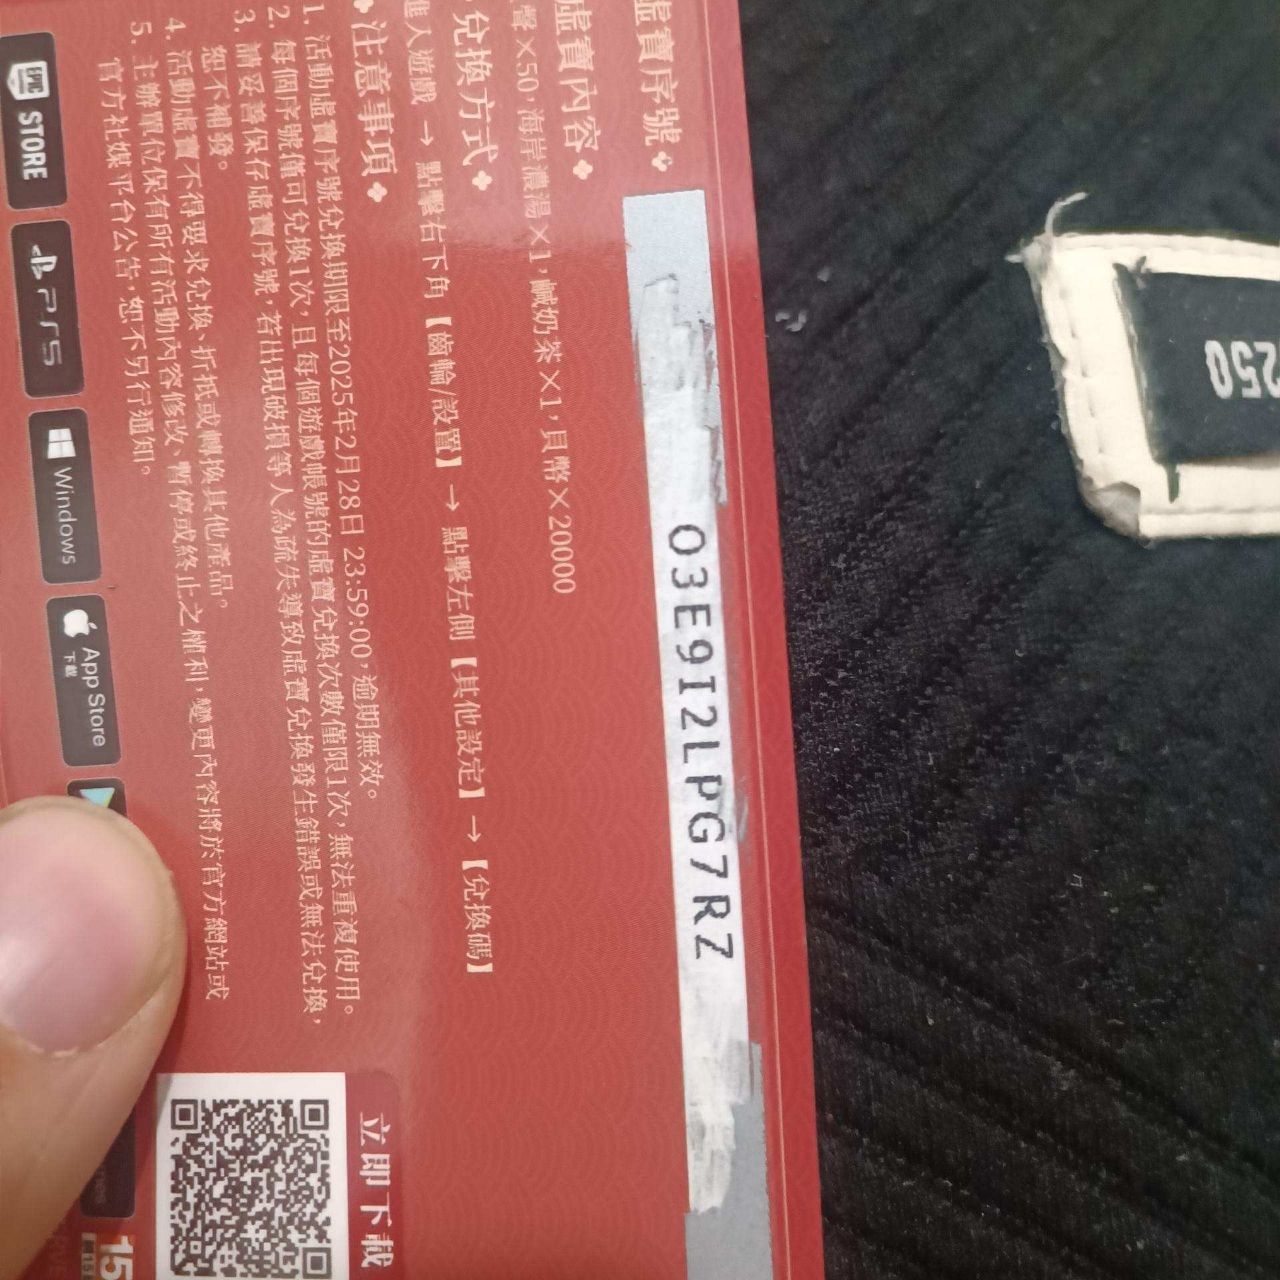 虛寶序號
O3E9I2LPG7RZ
虛寶內容
聲×50,海岸濃湯×1,鹹奶茶×1,貝幣×20000
兌換方式
進入遊戲 → 點擊右下角【齒輪/設置】→ 點擊左側【其他設定】→【兌換碼】
注意事項
1. 活動虛寶序號兌換期限至2025年2月28日 23:59:00,逾期無效。
2. 每個序號僅可兌換1次,且每個遊戲帳號的虛寶兌換次數僅限1次,無法重複使用。
3. 請妥善保存虛寶序號,若出現破損等人為疏失導致虛寶兌換發生錯誤或無法兌換,
恕不補發。
4. 活動虛寶不得要求兌換、折抵或轉換其他產品。
5. 主辦單位保有所有活動內容修改、暫停或終止之權利,變更內容將於官方網站或
官方社媒平台公告,恕不另行通知。
EPIC
STORE
PS5
Windows
App Store
下載
立即下載
15
250